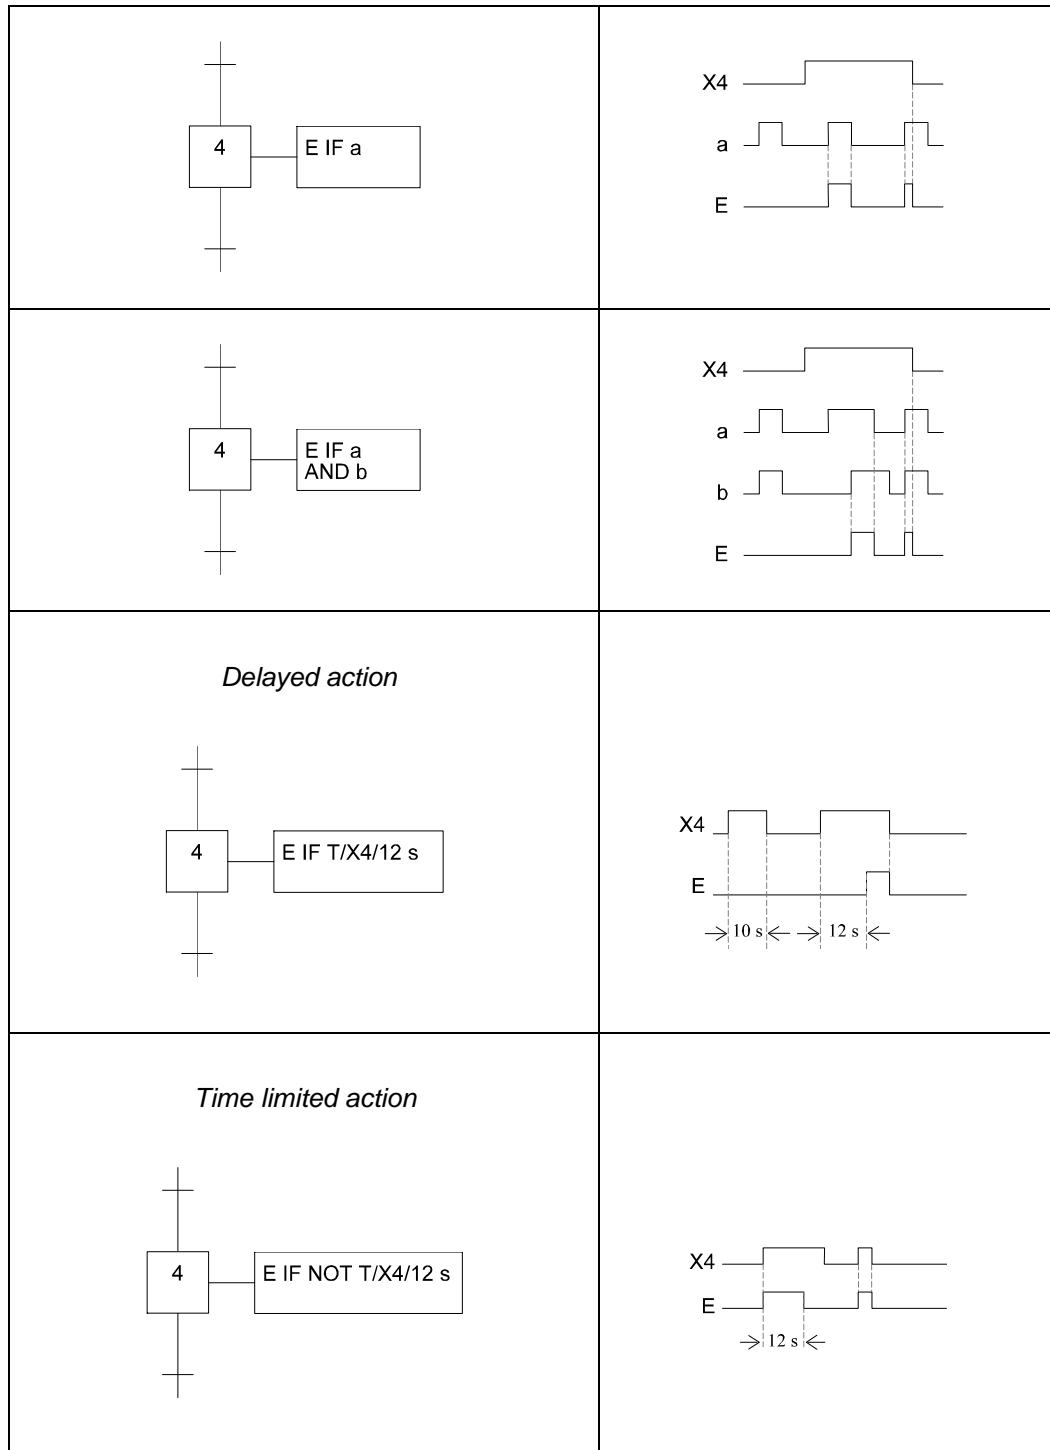 4
E IF a
X4
a
E
4
E IF a
AND b
X4
a
b
E
Delayed action
4
E IF T/X4/12 s
X4
E
10 s
12 s
Time limited action
4
E IF NOT T/X4/12 s
X4
E
12 s